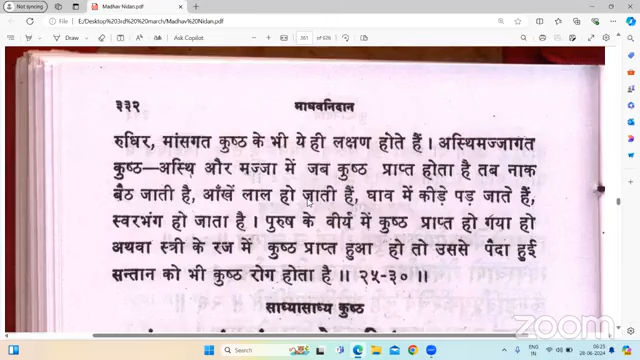 Not syncing
Madhav Nidan.pdf
File
E:/Desktop%203rd%20march/Madhav%20Nidan.pdf
Draw
Ask Copilot
361 of 626
३३२ माधवनिदान
रुधिर, मांसगत कुष्ठ के भी ये ही लक्षण होते हैं । अस्थिमज्जागत
कुष्ठ—अस्थि और मज्जा में जब कुष्ठ प्राप्त होता है तब नाक
बैठ जाती है, आँखें लाल हो जाती हैं, घाव में कीड़े पड़ जाते हैं,
स्वरभंग हो जाता है । पुरुष के वीर्य में कुष्ठ प्राप्त हो गया हो
अथवा स्त्री के रज में कुष्ठ प्राप्त हुआ हो तो उससे पैदा हुई
सन्तान को भी कुष्ठ रोग होता है ॥ २५-३० ॥
साध्यासाध्य कुष्ठ
zoom
Search
ENG
IN
06:25
28-06-2024